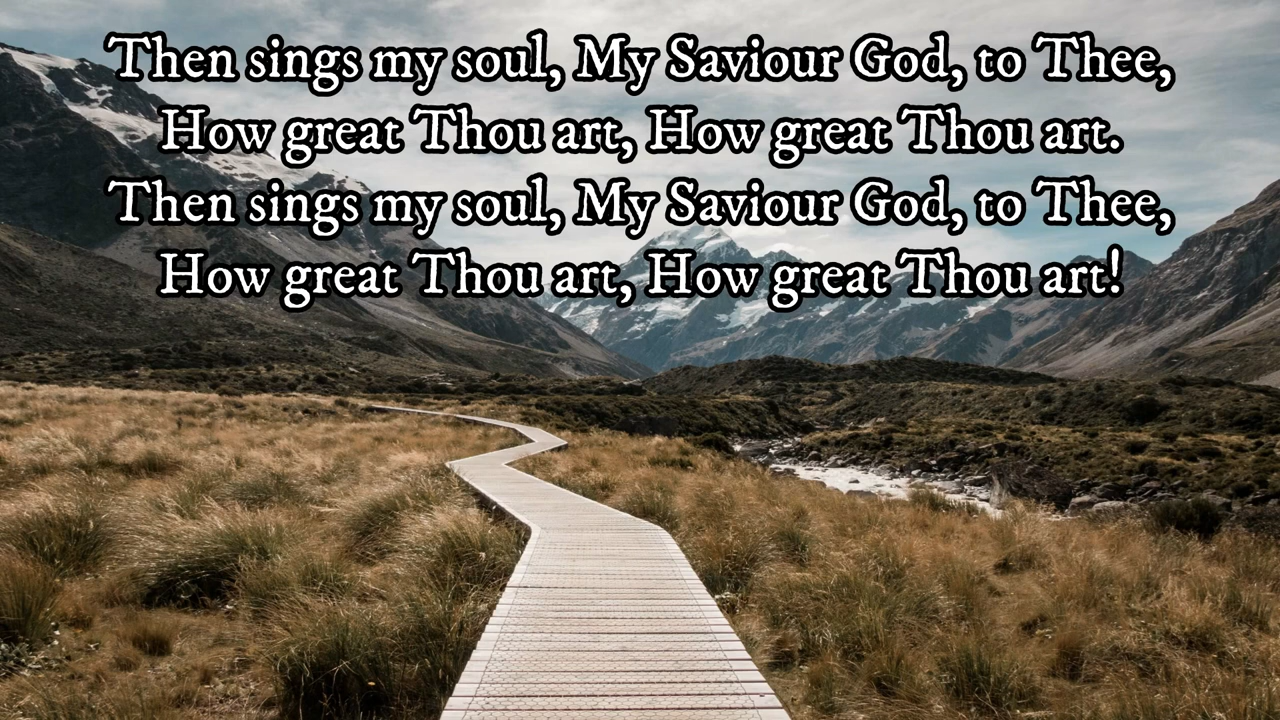 Then sings my soul, My Saviour God, to Thee,
How great Thou art, How great Thou art.
Then sings my soul, My Saviour God, to Thee,
How great Thou art, How great Thou art!